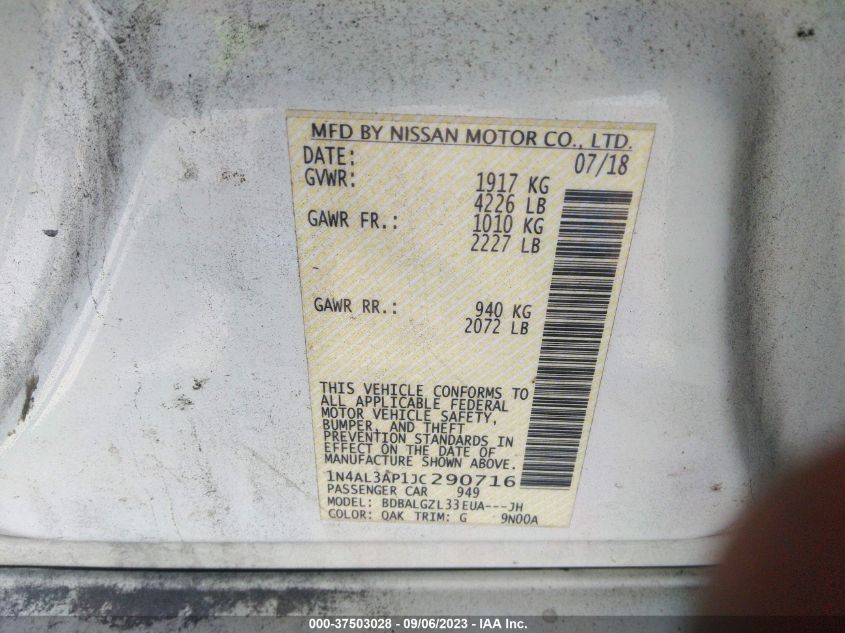 MFD BY NISSAN MOTOR CO., LTD.
DATE: 07/18
GVWR: 1917 KG
4226 LB
GAWR FR.: 1010 KG
2227 LB
GAWR RR.: 940 KG
2072 LB
THIS VEHICLE CONFORMS TO
ALL APPLICABLE FEDERAL
MOTOR VEHICLE SAFETY,
BUMPER, AND THEFT
PREVENTION STANDARDS IN
EFFECT ON THE DATE OF
MANUFACTURE SHOWN ABOVE.
1N4AL3AP1JC290716
PASSENGER CAR 949
MODEL: BDBALGZL33EUA---JH
COLOR: QAK TRIM: G 9N00A
000-37503028 - 09/06/2023 - IAA Inc.